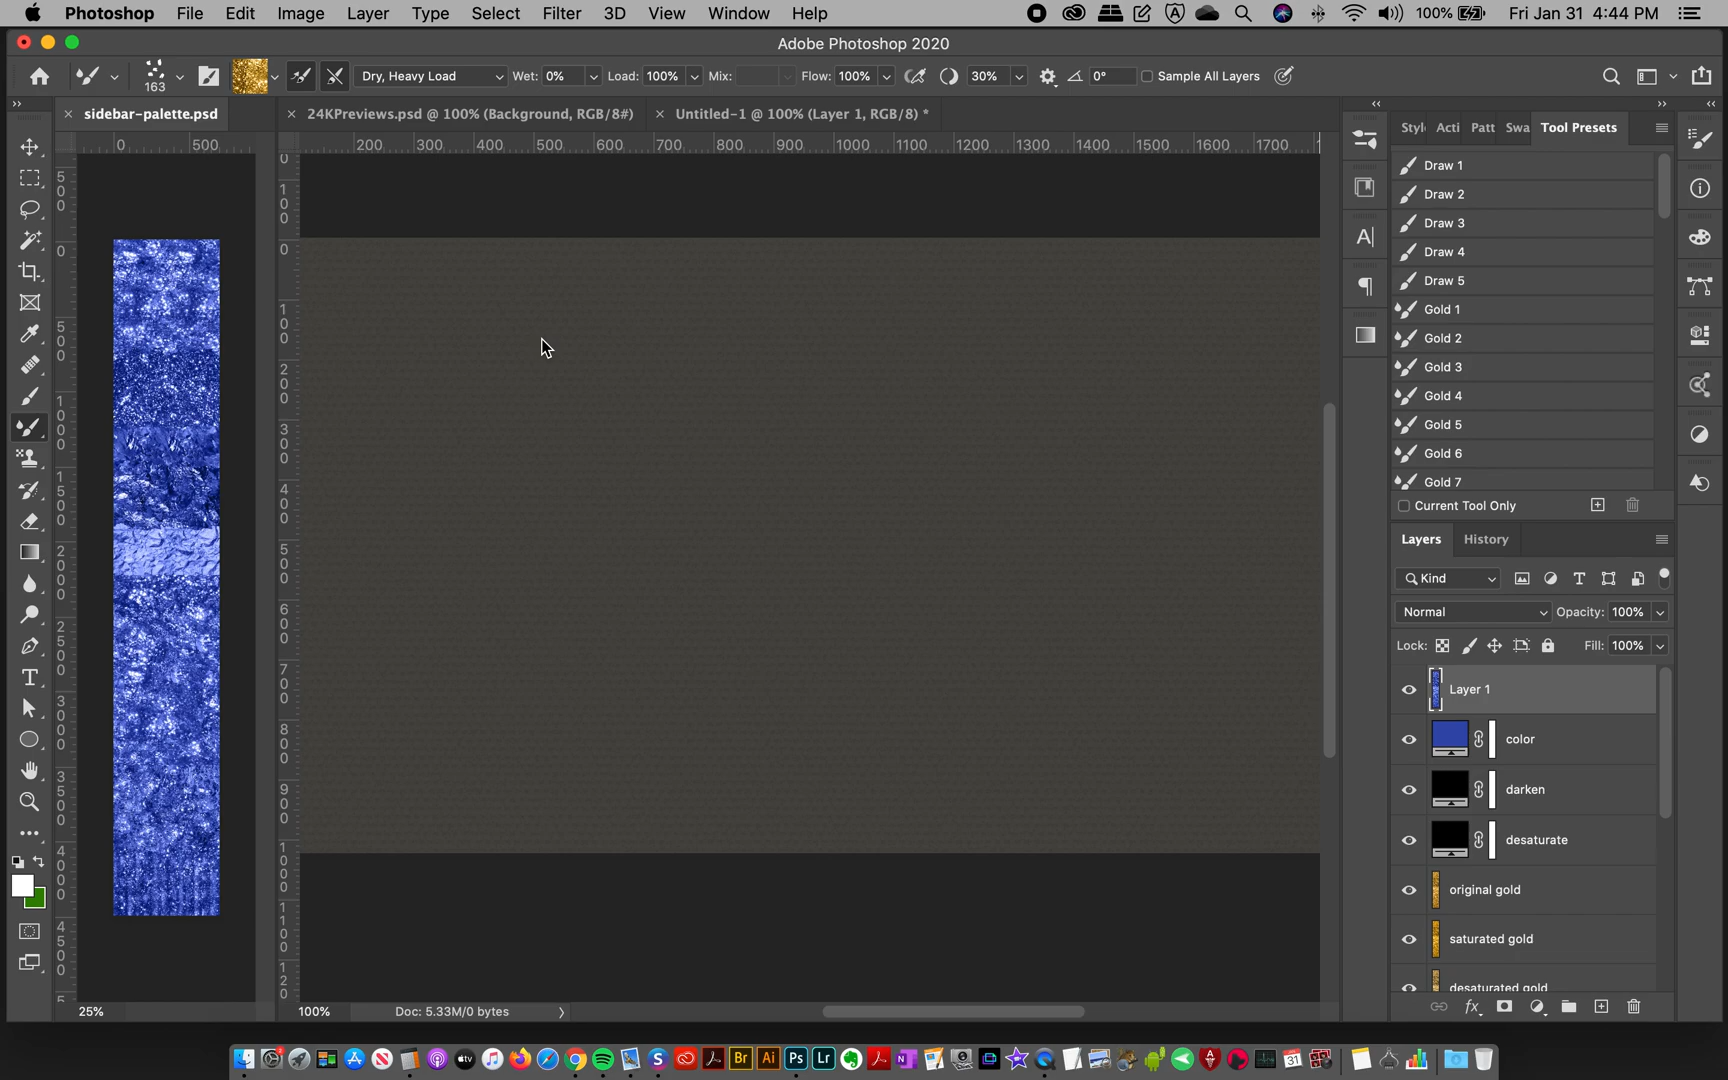 Photoshop File Edit Image Layer Type Select Filter 3D View Window Help 100% Fri Jan 31 4:44 PM
Adobe Photoshop 2020
163 Dry, Heavy Load Wet: 0% Load: 100% Mix: Flow: 100% 30% 0° Sample All Layers
sidebar-palette.psd 24KPreviews.psd @ 100% (Background, RGB/8#) Untitled-1 @ 100% (Layer 1, RGB/8) *
Styl Acti Patt Swa Tool Presets
0 500 200 300 400 500 600 700 800 900 1000 1100 1200 1300 1400 1500 1600 1700
Draw 1
Draw 2
Draw 3
Draw 4
Draw 5
Gold 1
Gold 2
Gold 3
Gold 4
Gold 5
Gold 6
Gold 7
Current Tool Only
Layers History
Kind
Normal Opacity: 100%
Lock: Fill: 100%
Layer 1
color
darken
desaturate
original gold
saturated gold
desaturated gold
25% 100% Doc: 5.33M/0 bytes